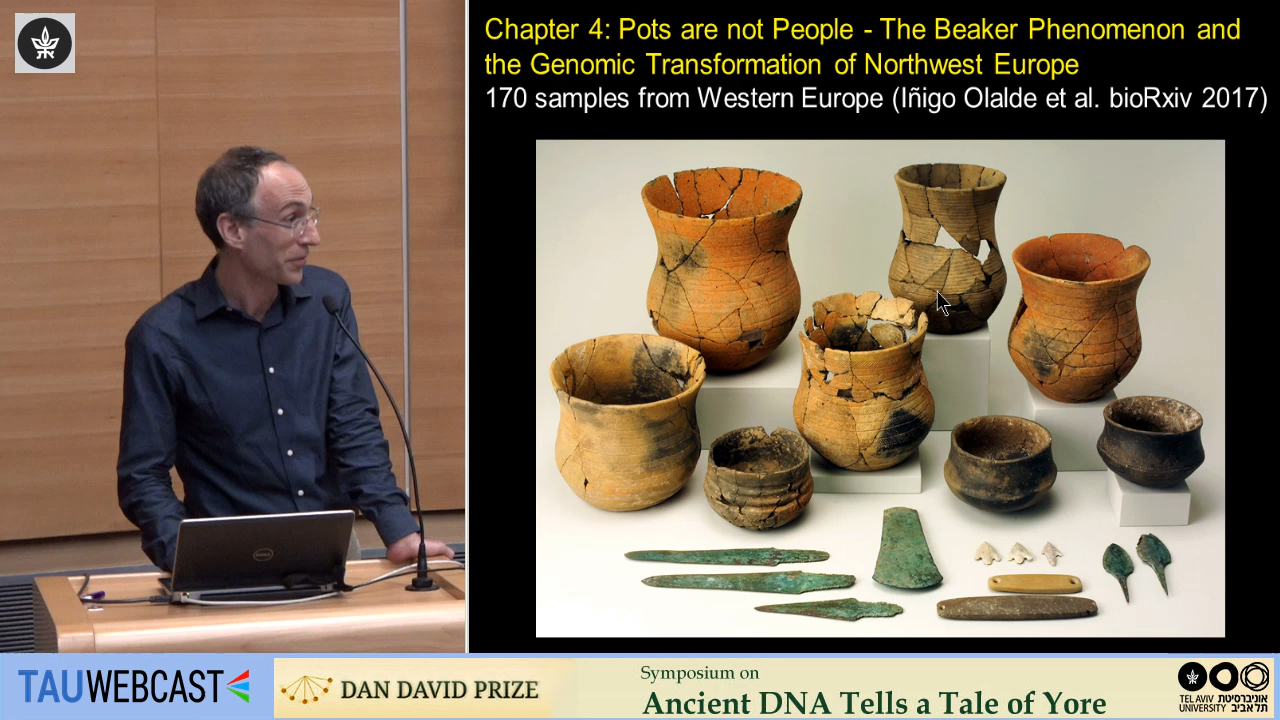 Chapter 4: Pots are not People - The Beaker Phenomenon and
the Genomic Transformation of Northwest Europe
170 samples from Western Europe (Iñigo Olalde et al. bioRxiv 2017)
DELL
TAUWEBCAST
DAN DAVID PRIZE
Symposium on
Ancient DNA Tells a Tale of Yore
TEL AVIV אוניברסיטת
UNIVERSITY תל אביב